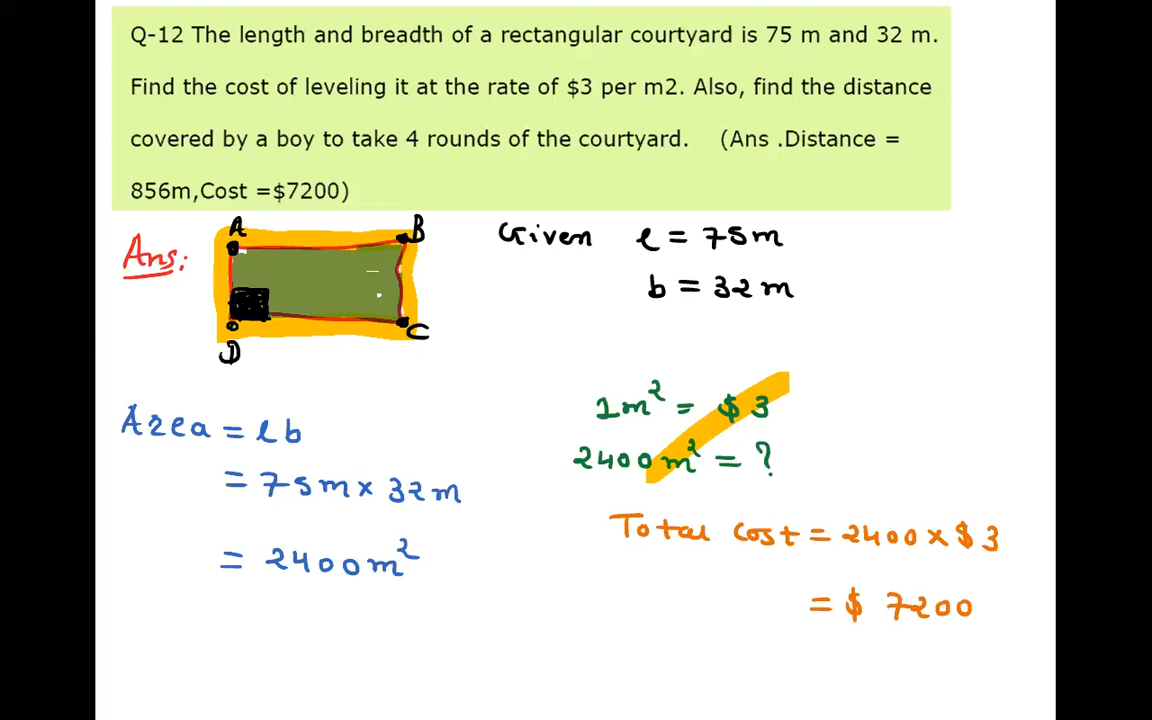 Q-12 The length and breadth of a rectangular courtyard is 75 m and 32 m.
Find the cost of leveling it at the rate of $3 per m2. Also, find the distance
covered by a boy to take 4 rounds of the courtyard. (Ans .Distance =
856m,Cost =$7200)
Ans:
A
B
C
D
Given l = 75m
b = 32m
Area = lb
= 75m x 32m
= 2400m²
1m² = $3
2400m² = ?
Total cost = 2400 x $3
= $ 7200